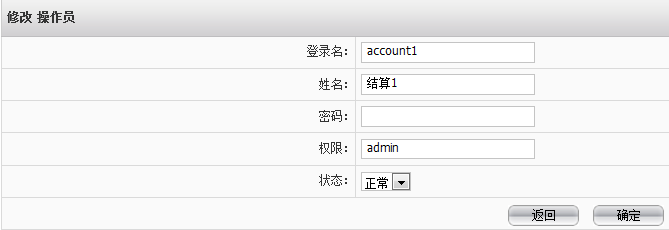 修改 操作员
登录名： account1
姓名： 结算1
密码：
权限： admin
状态： 正常
返回 确定